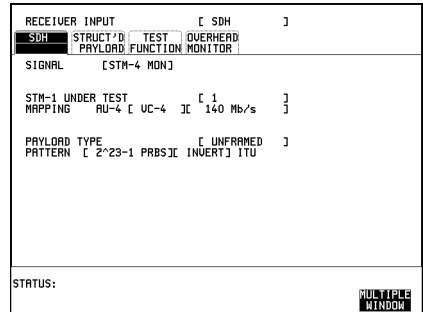 RECEIVER INPUT [ SDH ]
SDH STRUCT'D TEST OVERHEAD
PAYLOAD FUNCTION MONITOR
SIGNAL [STM-4 MON]
STM-1 UNDER TEST [ 1 ]
MAPPING AU-4 [ VC-4 ][ 140 Mb/s ]
PAYLOAD TYPE [ UNFRAMED ]
PATTERN [ 2^23-1 PRBS][ INVERT] ITU
STATUS:
MULTIPLE
WINDOW